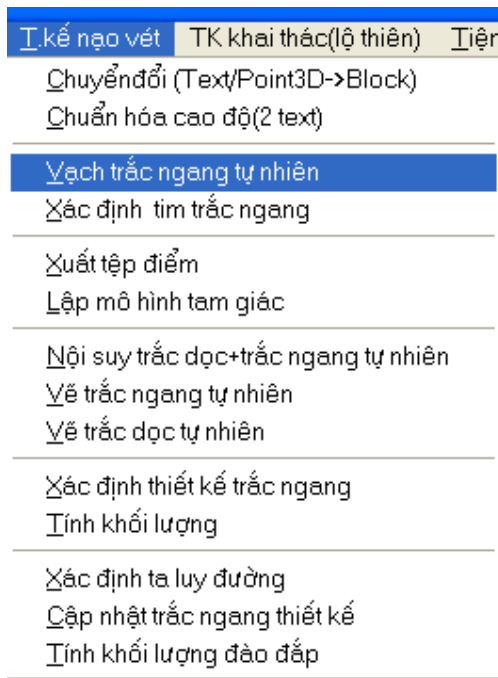 T.kế nạo vét TK khai thác(lộ thiên) Tiện
Chuyểnđổi (Text/Point3D->Block)
Chuẩn hóa cao độ(2 text)
Vạch trắc ngang tự nhiên
Xác định tim trắc ngang
Xuất tệp điểm
Lập mô hình tam giác
Nội suy trắc dọc+trắc ngang tự nhiên
Vẽ trắc ngang tự nhiên
Vẽ trắc dọc tự nhiên
Xác định thiết kế trắc ngang
Tính khối lượng
Xác định ta luy đường
Cập nhật trắc ngang thiết kế
Tính khối lượng đào đắp